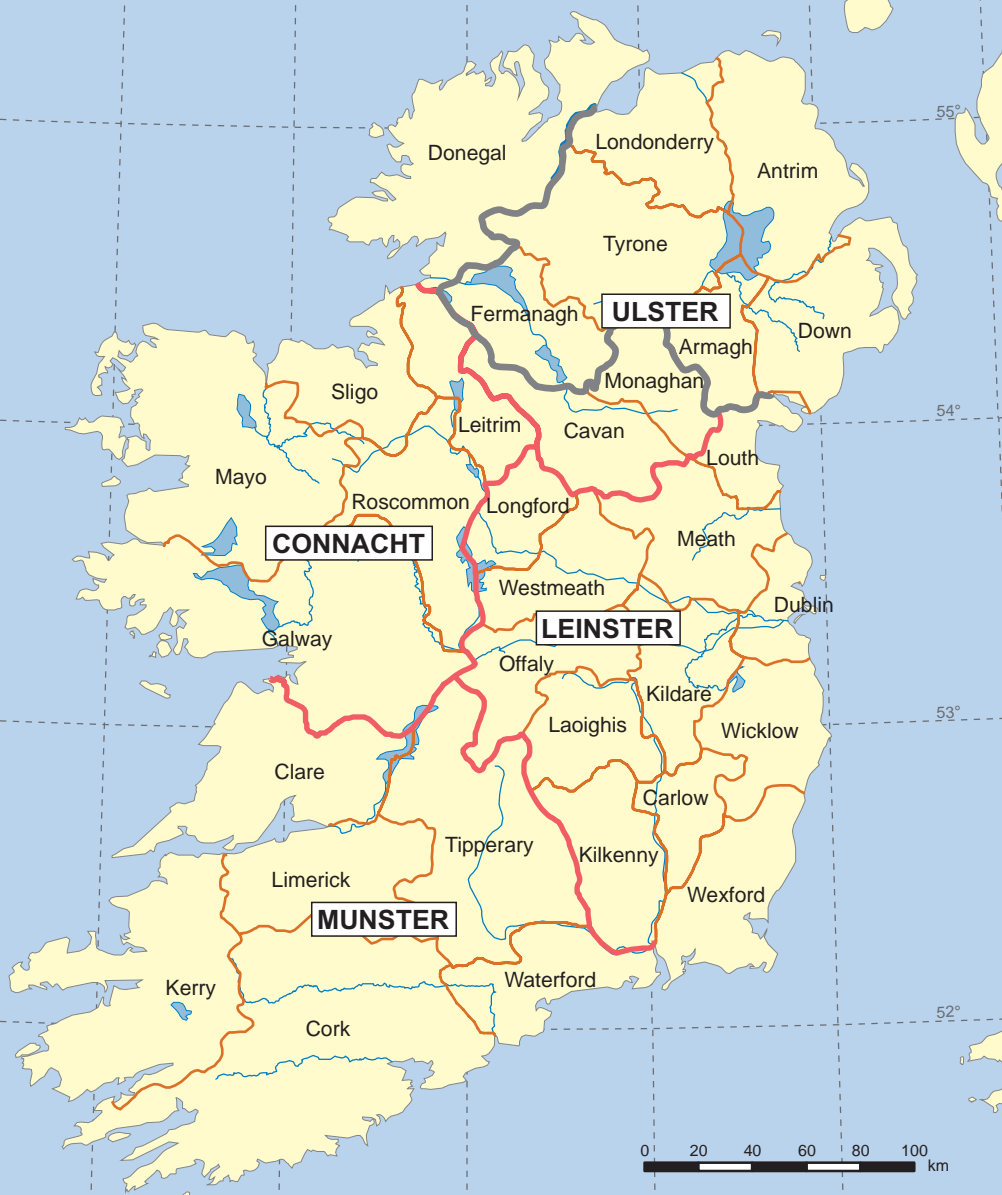 55°
Londonderry
Donegal
Antrim
Tyrone
ULSTER
Fermanagh
Down
Armagh
Monaghan
Sligo
54°
Leitrim
Cavan
Louth
Mayo
Roscommon
Longford
CONNACHT
Meath
Westmeath
Dublin
LEINSTER
Galway
Offaly
Kildare
53°
Laoighis
Wicklow
Clare
Carlow
Tipperary
Kilkenny
Limerick
Wexford
MUNSTER
Waterford
Kerry
52°
Cork
0 20 40 60 80 100
km